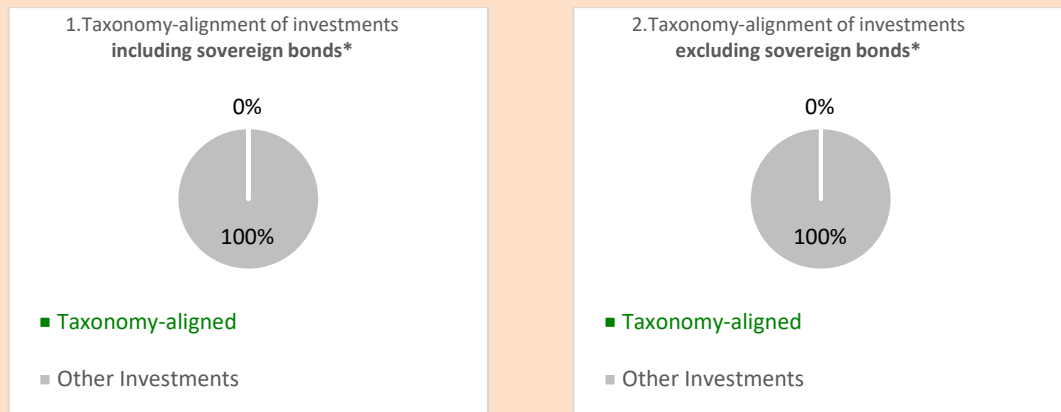 1.Taxonomy-alignment of investments
including sovereign bonds*
0%
100%
Taxonomy-aligned
Other Investments
2.Taxonomy-alignment of investments
excluding sovereign bonds*
0%
100%
Taxonomy-aligned
Other Investments